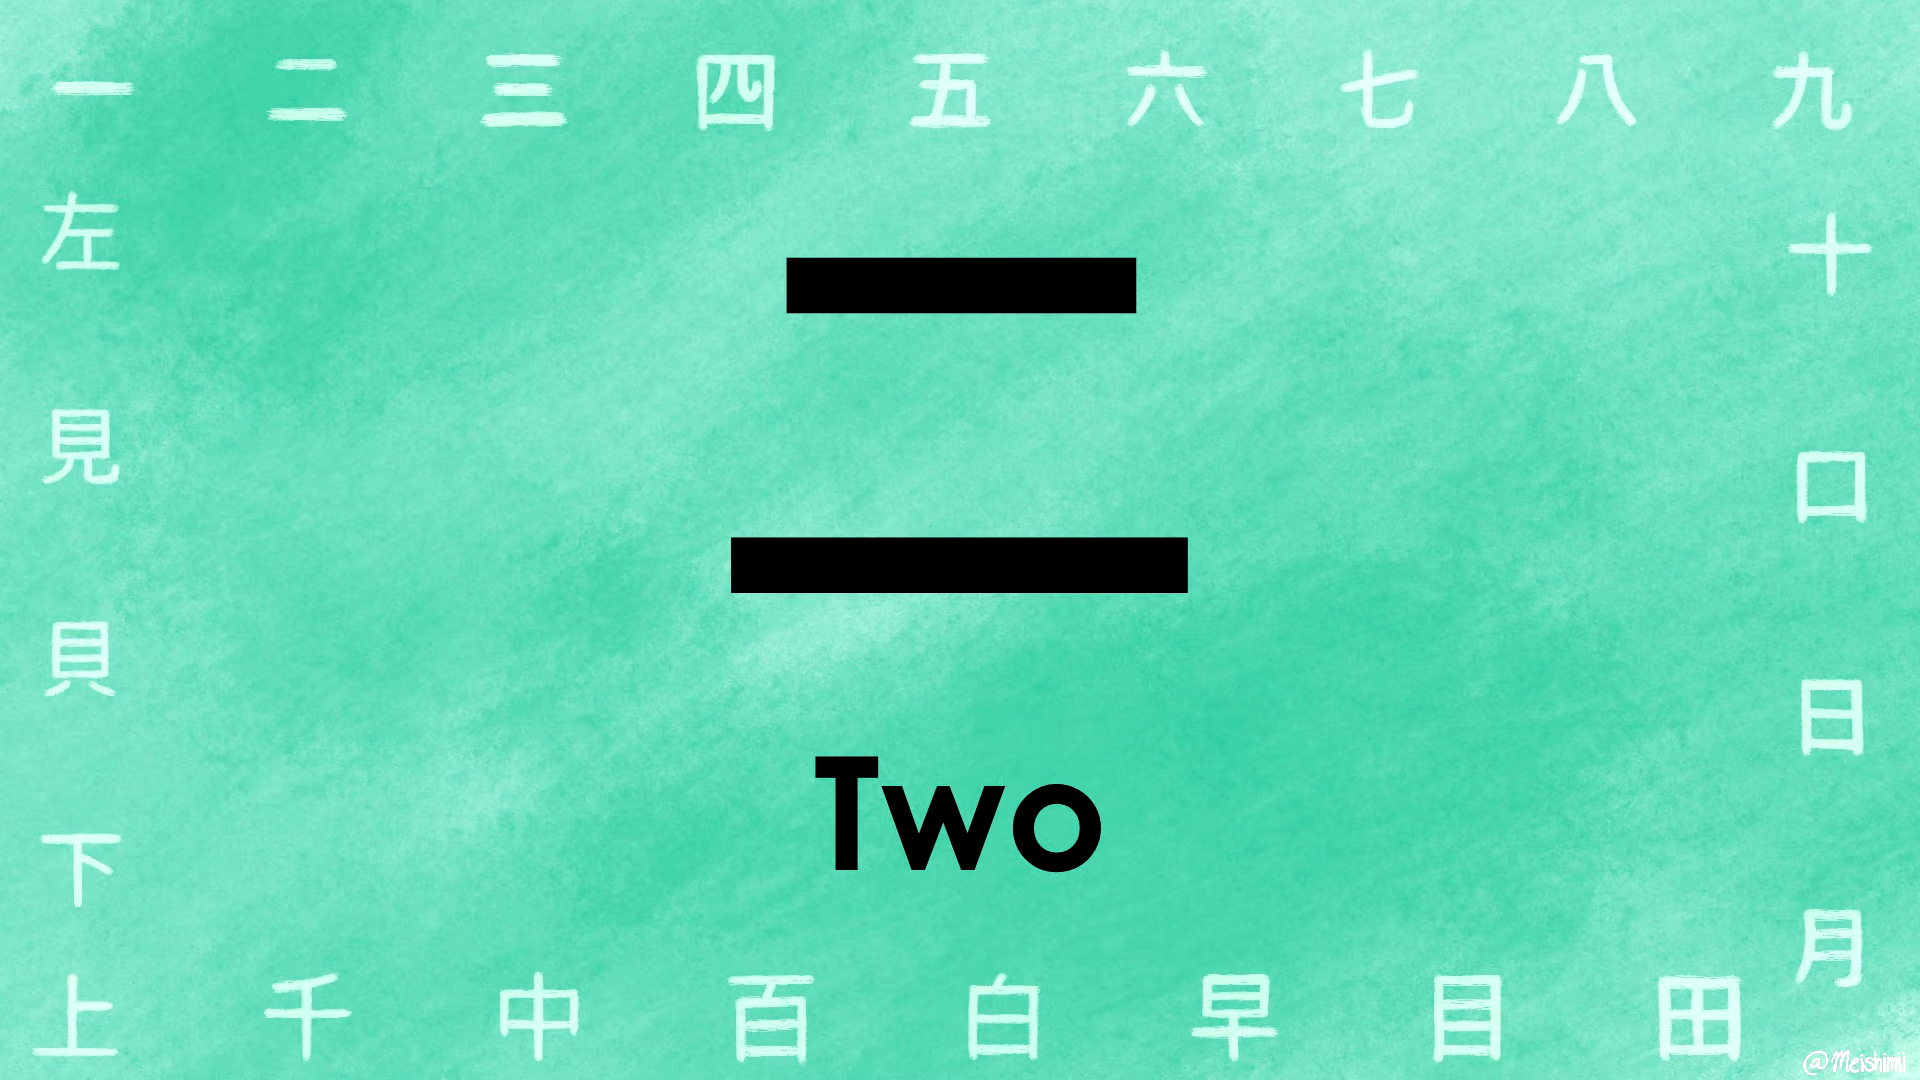 一 二 三 四 五 六 七 八 九
左 十
二
見 口
貝 日
Two
下 月
上 千 中 百 白 早 目 田
@Meishimi